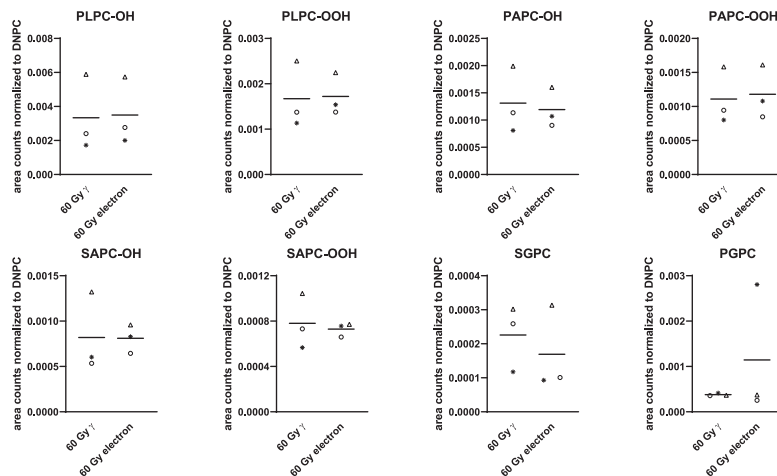 PLPC-OH
area counts normalized to DNPC
0.008
0.006
0.004
0.002
0.000
60 Gy γ
60 Gy electron
PLPC-OOH
area counts normalized to DNPC
0.003
0.002
0.001
0.000
60 Gy γ
60 Gy electron
PAPC-OH
area counts normalized to DNPC
0.0025
0.0020
0.0015
0.0010
0.0005
0.0000
60 Gy γ
60 Gy electron
PAPC-OOH
area counts normalized to DNPC
0.0020
0.0015
0.0010
0.0005
0.0000
60 Gy γ
60 Gy electron
SAPC-OH
area counts normalized to DNPC
0.0015
0.0010
0.0005
0.0000
60 Gy γ
60 Gy electron
SAPC-OOH
area counts normalized to DNPC
0.0012
0.0008
0.0004
0.0000
60 Gy γ
60 Gy electron
SGPC
area counts normalized to DNPC
0.0004
0.0003
0.0002
0.0001
0.0000
60 Gy γ
60 Gy electron
PGPC
area counts normalized to DNPC
0.003
0.002
0.001
0.000
60 Gy γ
60 Gy electron